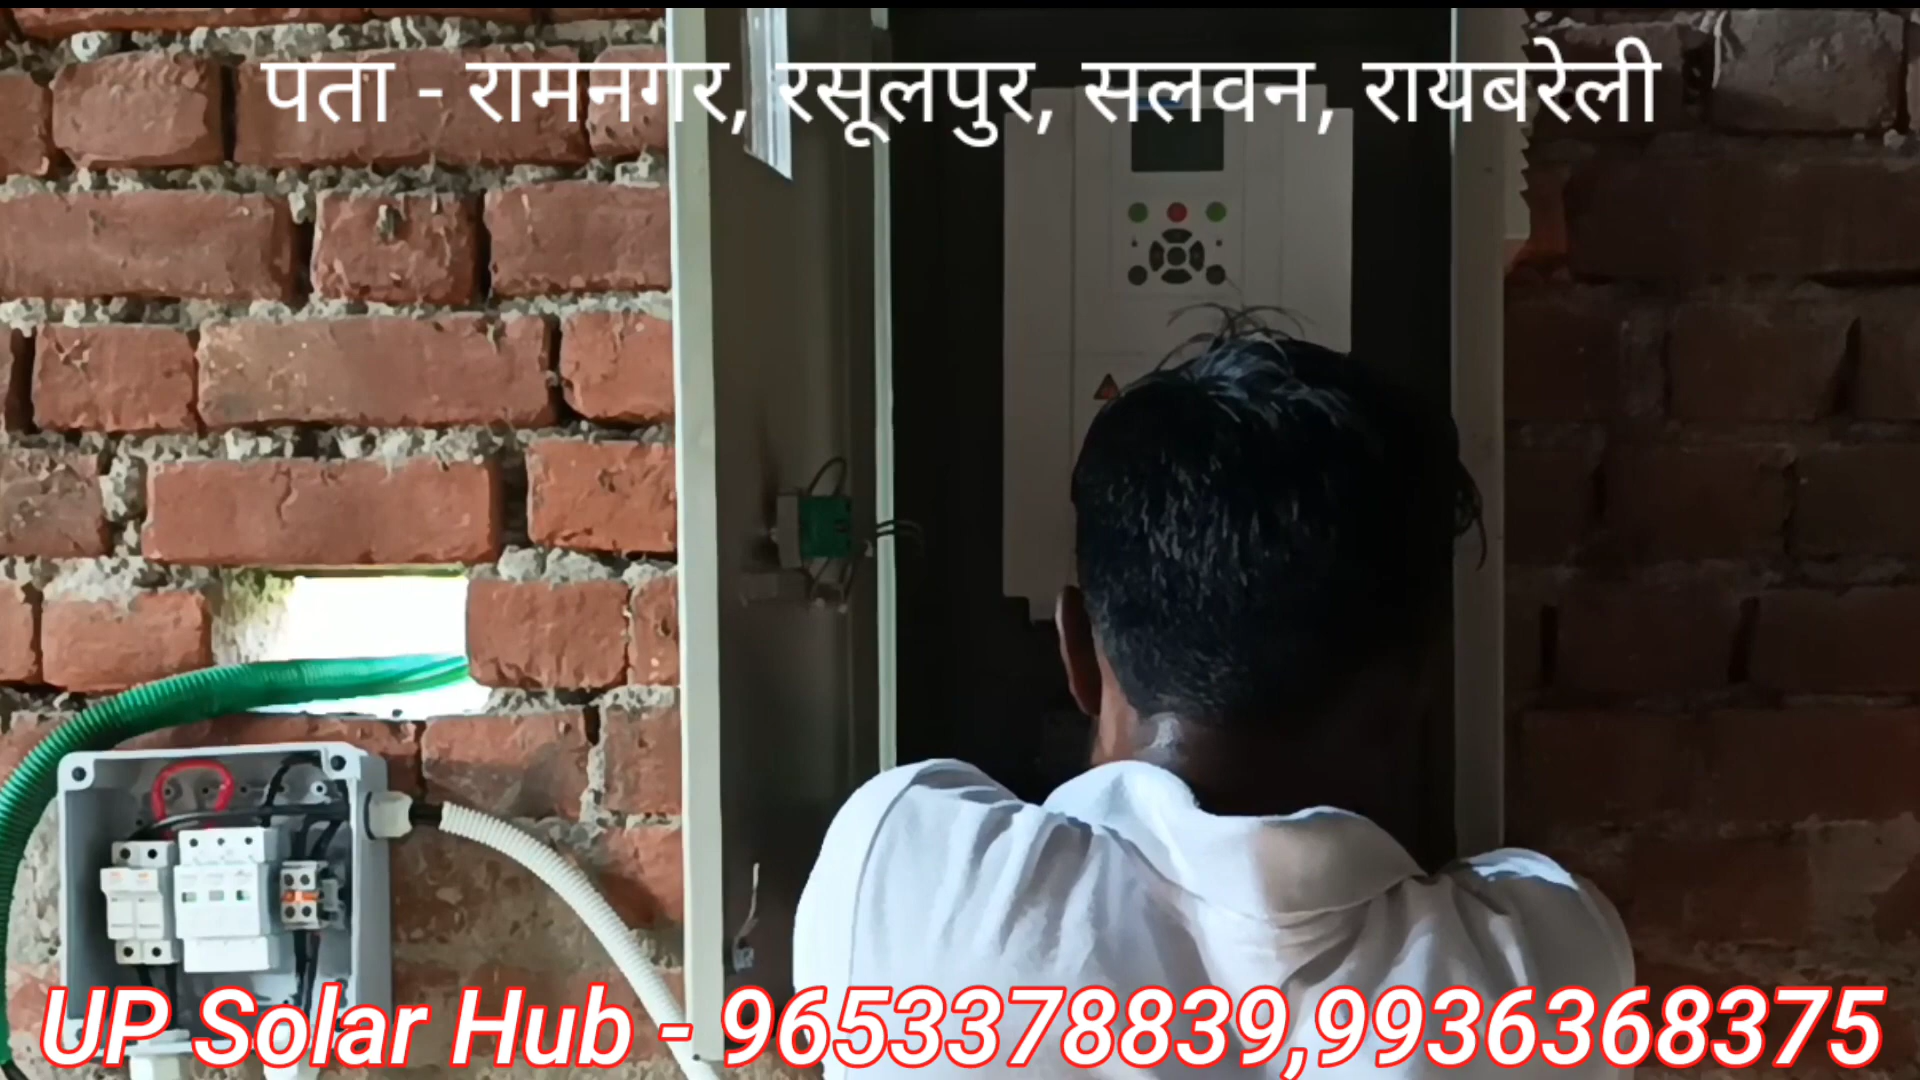 पता - रामनगर, रसूलपुर, सलवन, रायबरेली
UP Solar Hub - 9653378839,9936368375